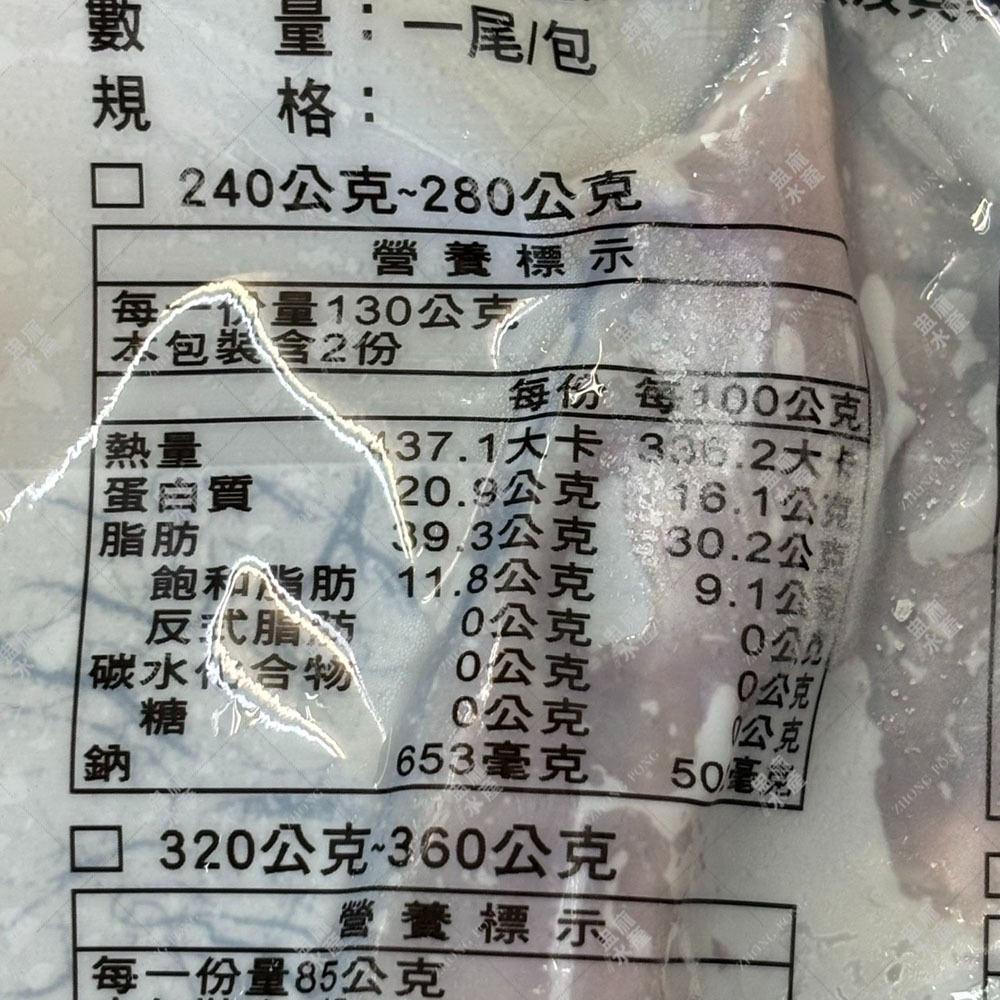 數 量：一尾/包
規 格：
□ 240公克~280公克
營養標示
每一份量130公克
本包裝含2份
每份 每100公克
熱量 437.1大卡 336.2大卡
蛋白質 20.9公克 16.1公克
脂肪 39.3公克 30.2公克
飽和脂肪 11.8公克 9.1公克
反式脂肪 0公克 0公克
碳水化合物 0公克 0公克
糖 0公克 0公克
鈉 653毫克 50毫克
□ 320公克~360公克
營養標示
每一份量85公克